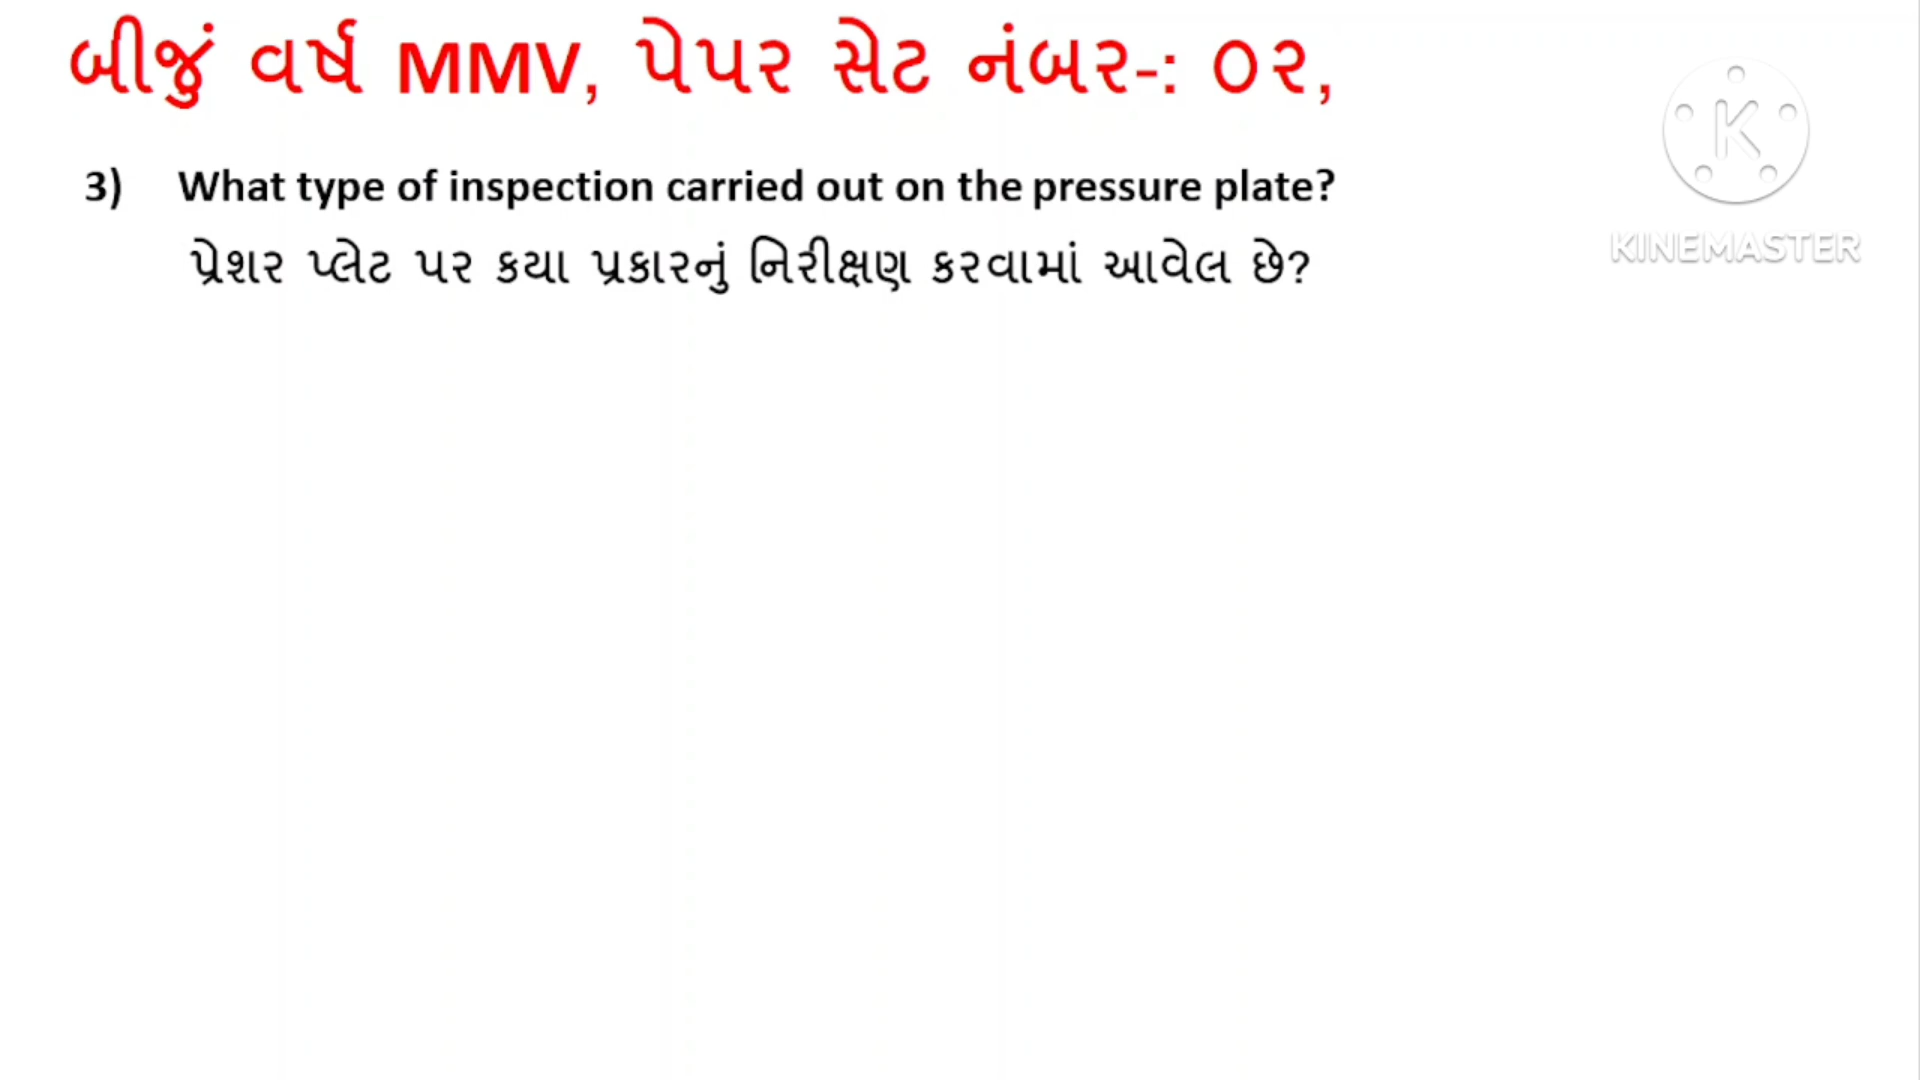 બીજું વર્ષ MMV, પેપર સેટ નંબર-: ૦૨,
3) What type of inspection carried out on the pressure plate?
પ્રેશર પ્લેટ પર કયા પ્રકારનું નિરીક્ષણ કરવામાં આવેલ છે?
K
KINEMASTER